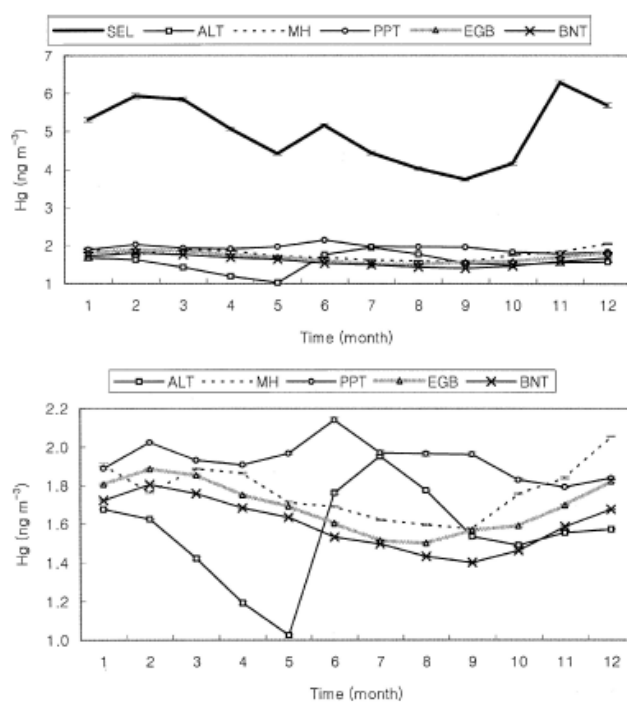 SEL ALT MH PPT EGB BNT
7
6
5
4
3
2
1
Hg (ng m⁻³)
1 2 3 4 5 6 7 8 9 10 11 12
Time (month)
ALT MH PPT EGB BNT
2.2
2.0
1.8
1.6
1.4
1.2
1.0
Hg (ng m⁻³)
1 2 3 4 5 6 7 8 9 10 11 12
Time (month)